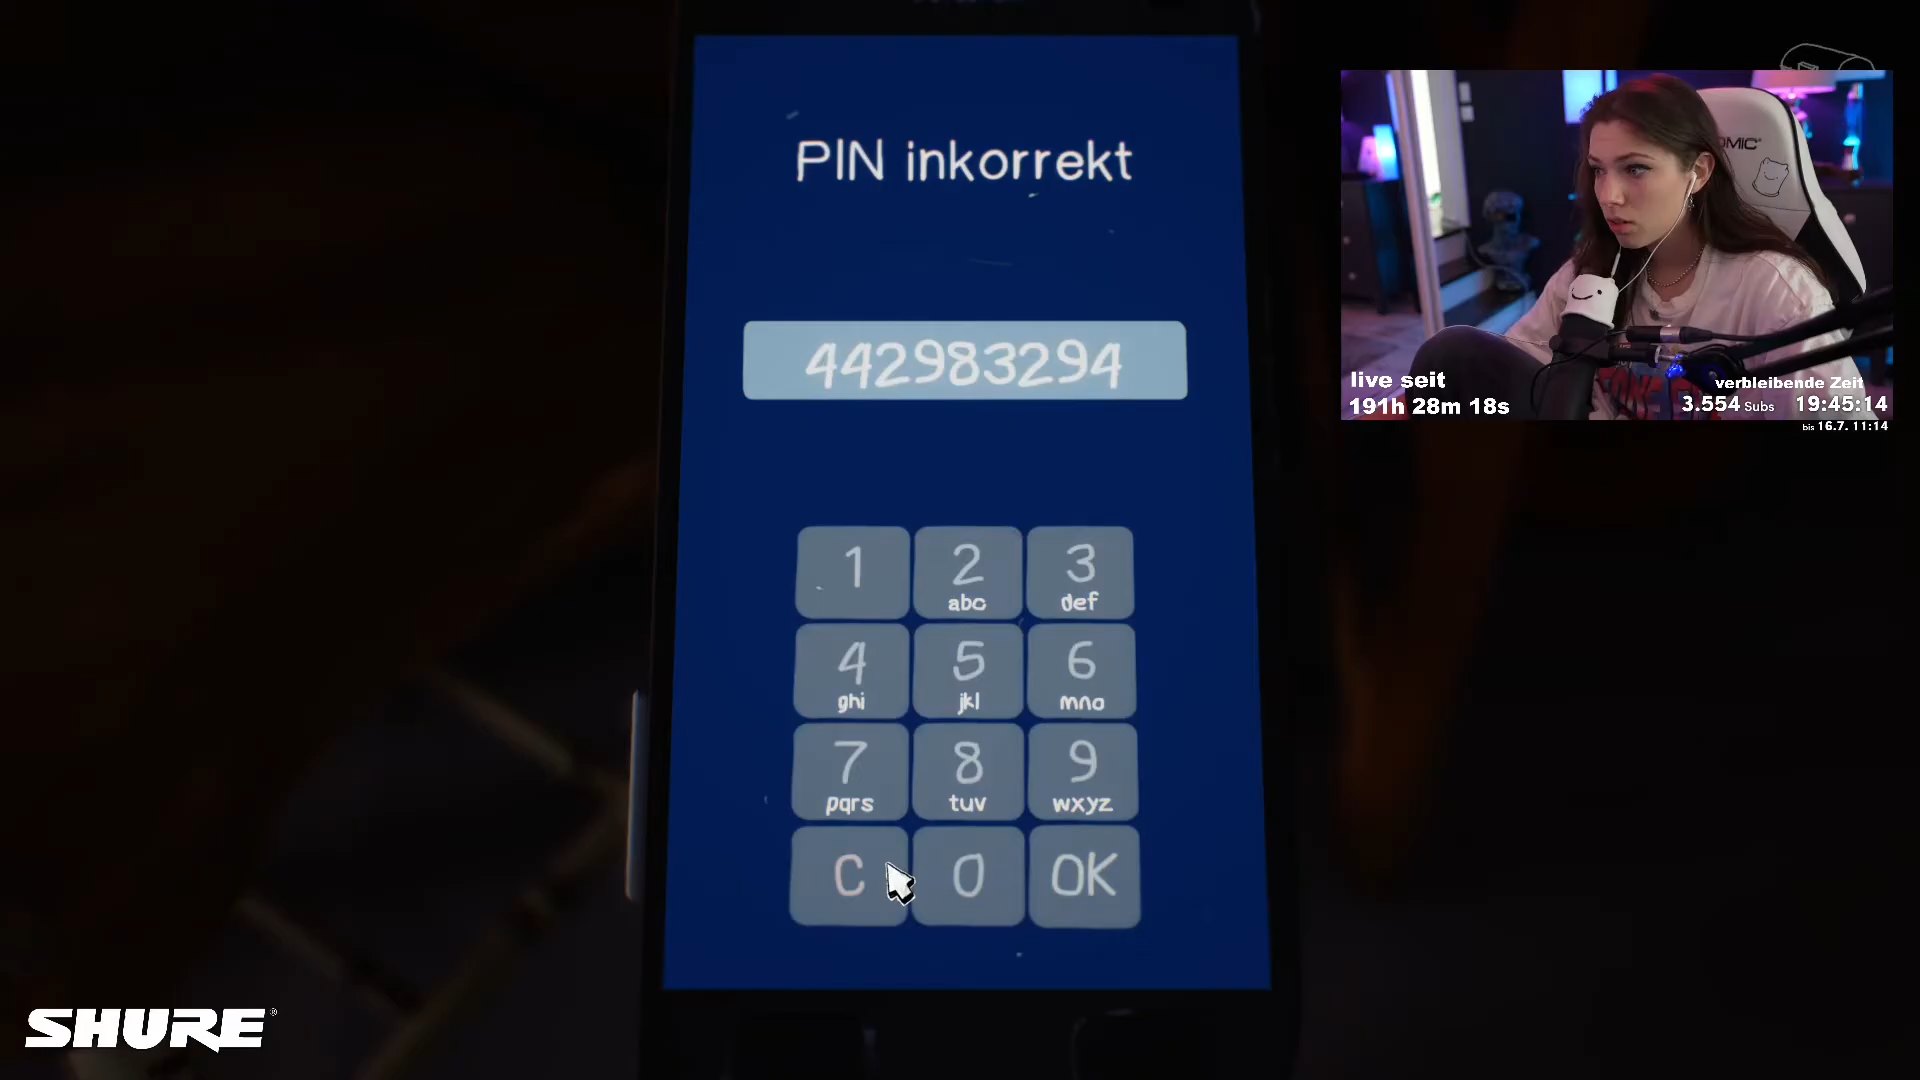 PIN inkorrekt
442983294
1
2
abc
3
def
4
ghi
5
jkl
6
mno
7
pqrs
8
tuv
9
wxyz
C
0
OK
live seit
191h 28m 18s
verbleibende Zeit
3.554 Subs 19:45:14
bis 16.7. 11:14
SHURE®